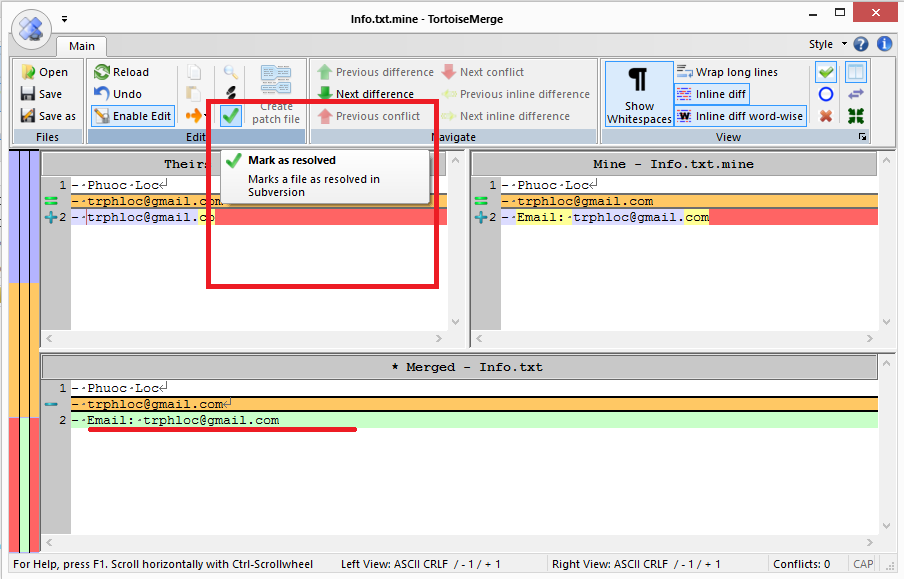 Info.txt.mine - TortoiseMerge
Main
Style
Open
Save
Save as
Files
Reload
Undo
Enable Edit
Edit
Create
patch file
Previous difference
Next difference
Previous conflict
Next conflict
Previous inline difference
Next inline difference
Navigate
Show
Whitespaces
Wrap long lines
Inline diff
Inline diff word-wise
View
Mark as resolved
Marks a file as resolved in
Subversion
Theirs
1 -·Phuoc·Loc↵
-·trphloc@gmail.com
2 -·trphloc@gmail.co
Mine - Info.txt.mine
1 -·Phuoc·Loc↵
-·trphloc@gmail.com
2 -·Email:·trphloc@gmail.com
* Merged - Info.txt
1 -·Phuoc·Loc↵
-·trphloc@gmail.com↵
2 -·Email:·trphloc@gmail.com
For Help, press F1. Scroll horizontally with Ctrl-Scrollwheel
Left View: ASCII CRLF / - 1 / + 1
Right View: ASCII CRLF / - 1 / + 1
Conflicts: 0
CAP